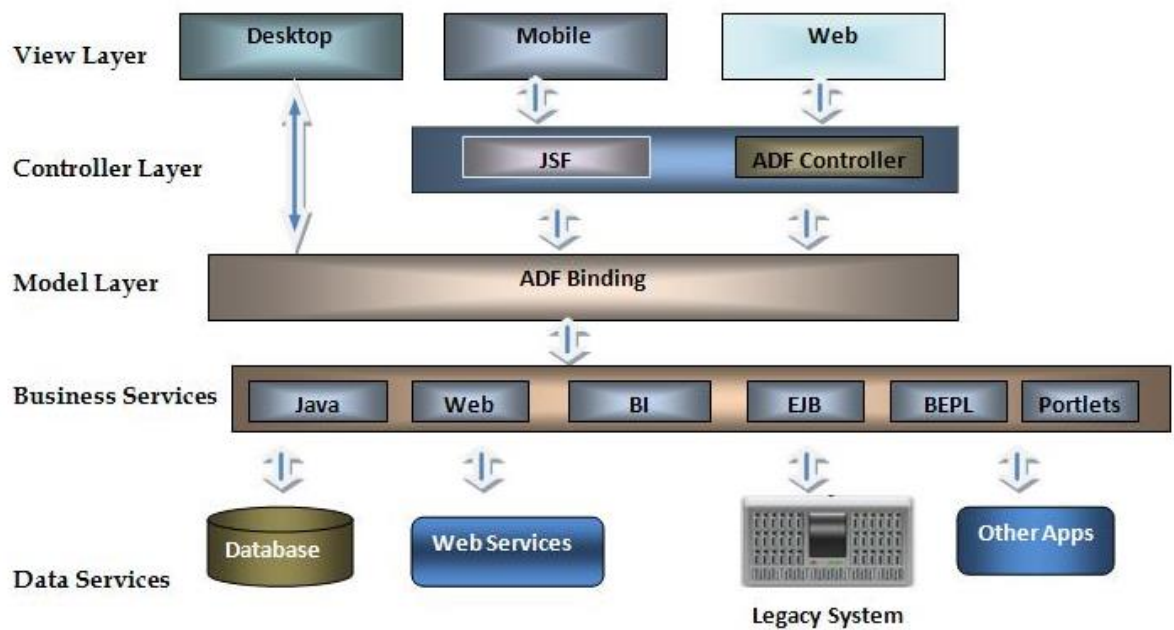 View Layer
Desktop
Mobile
Web
Controller Layer
JSF
ADF Controller
Model Layer
ADF Binding
Business Services
Java
Web
BI
EJB
BEPL
Portlets
Data Services
Database
Web Services
Legacy System
Other Apps